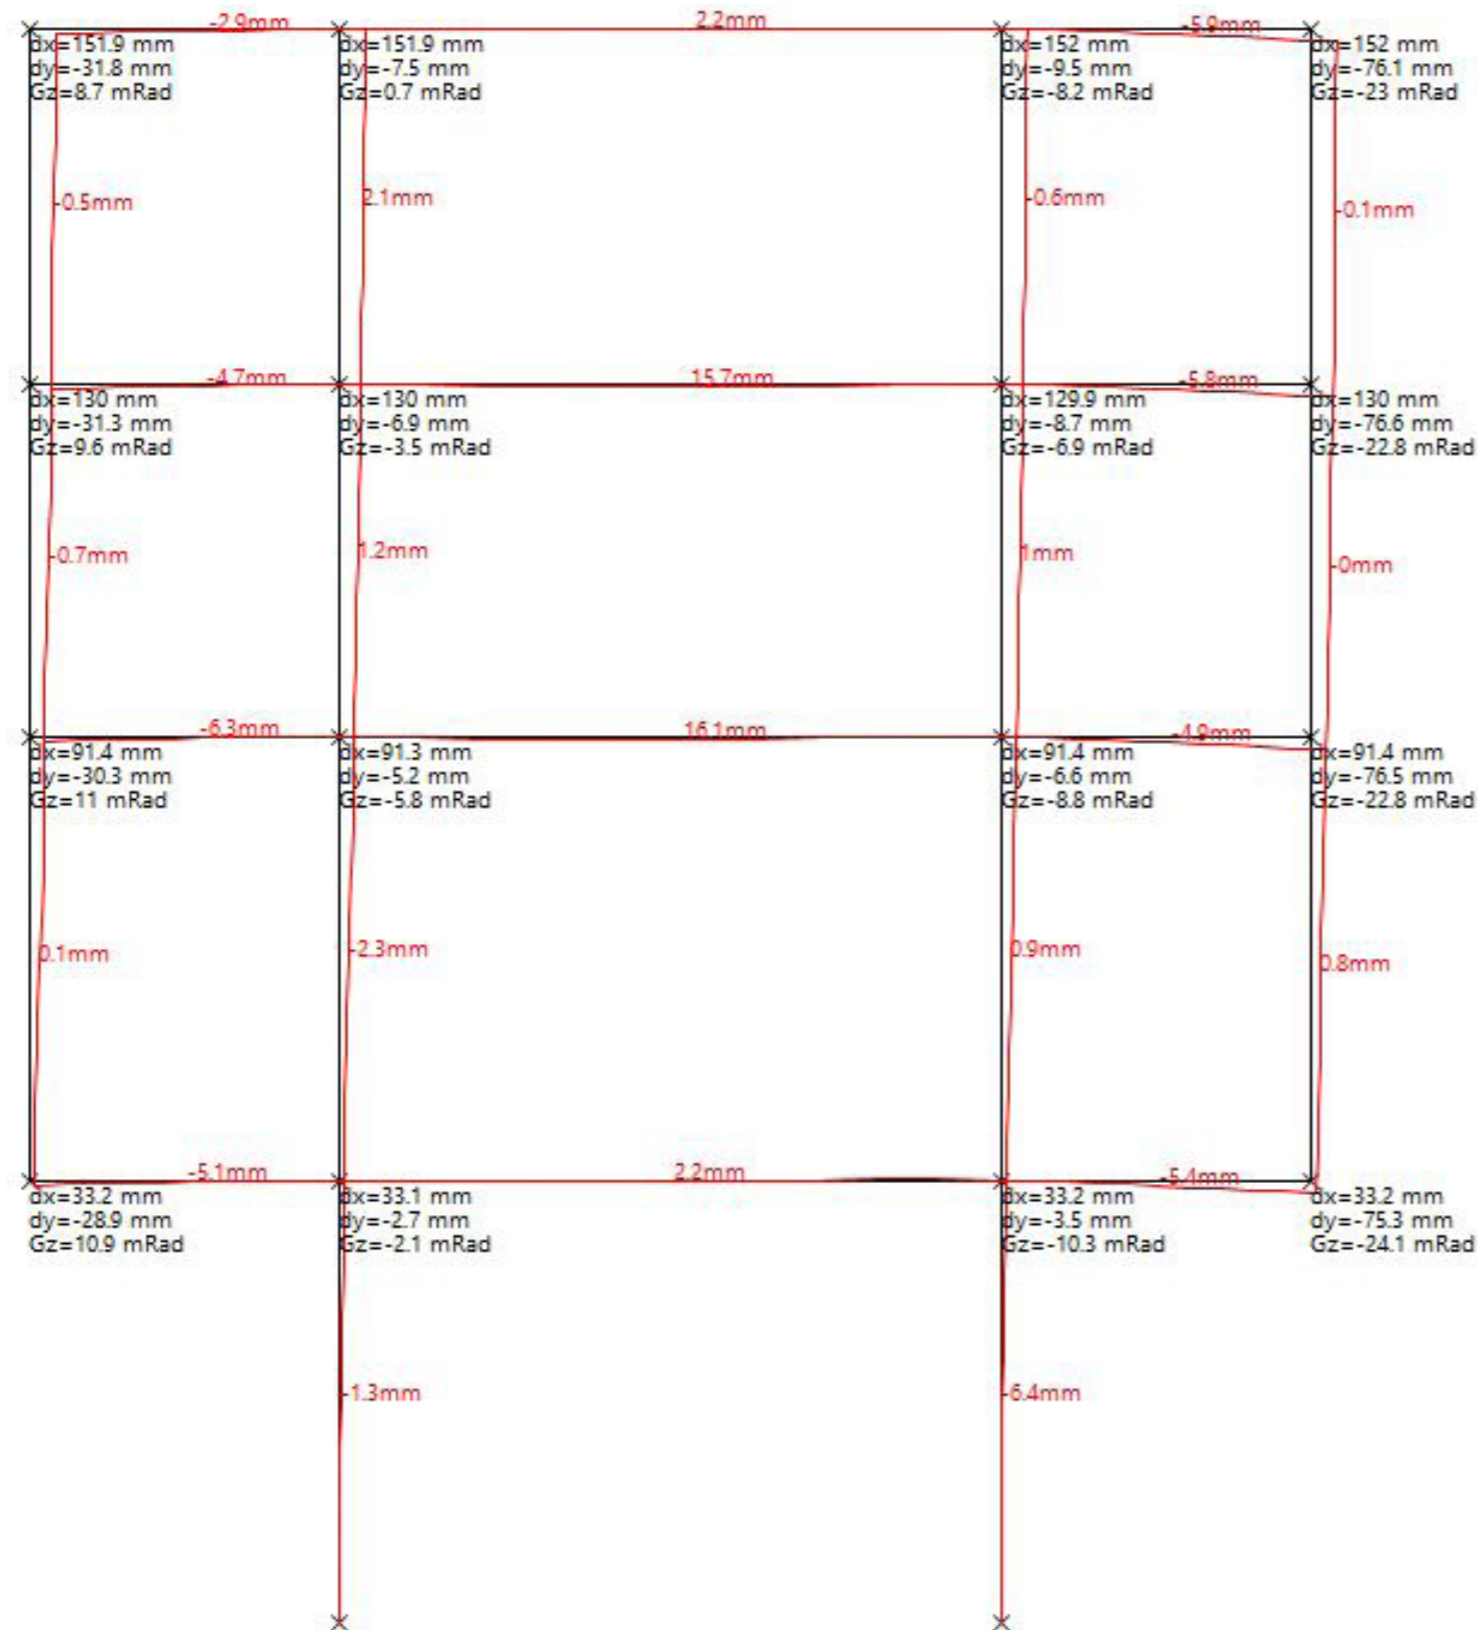 -2.9mm 2.2mm -5.9mm
dx=151.9 mm dx=151.9 mm dx=152 mm dx=152 mm
dy=-31.8 mm dy=-7.5 mm dy=-9.5 mm dy=-76.1 mm
Gz=8.7 mRad Gz=0.7 mRad Gz=-8.2 mRad Gz=-23 mRad
-0.5mm 2.1mm -0.6mm -0.1mm
-4.7mm 15.7mm -5.8mm
dx=130 mm dx=130 mm dx=129.9 mm dx=130 mm
dy=-31.3 mm dy=-6.9 mm dy=-8.7 mm dy=-76.6 mm
Gz=9.6 mRad Gz=-3.5 mRad Gz=-6.9 mRad Gz=-22.8 mRad
-0.7mm 1.2mm 1mm -0mm
-6.3mm 16.1mm -4.9mm
dx=91.4 mm dx=91.3 mm dx=91.4 mm dx=91.4 mm
dy=-30.3 mm dy=-5.2 mm dy=-6.6 mm dy=-76.5 mm
Gz=11 mRad Gz=-5.8 mRad Gz=-8.8 mRad Gz=-22.8 mRad
0.1mm -2.3mm 0.9mm 0.8mm
-5.1mm 2.2mm -5.4mm
dx=33.2 mm dx=33.1 mm dx=33.2 mm dx=33.2 mm
dy=-28.9 mm dy=-2.7 mm dy=-3.5 mm dy=-75.3 mm
Gz=10.9 mRad Gz=-2.1 mRad Gz=-10.3 mRad Gz=-24.1 mRad
-1.3mm -6.4mm